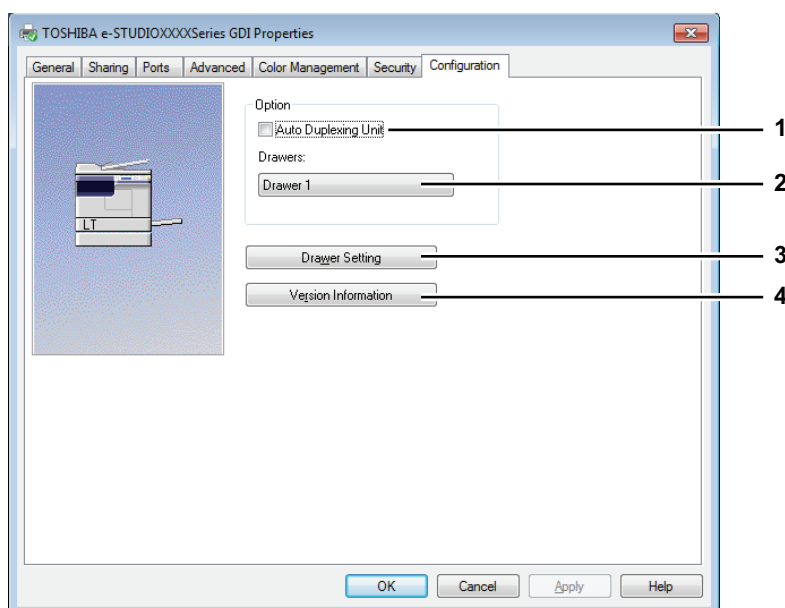 TOSHIBA e-STUDIOXXXXSeries GDI Properties
General Sharing Ports Advanced Color Management Security Configuration
Option
Auto Duplexing Unit 1
Drawers:
Drawer 1 2
LT
Drawer Setting 3
Version Information 4
OK Cancel Apply Help